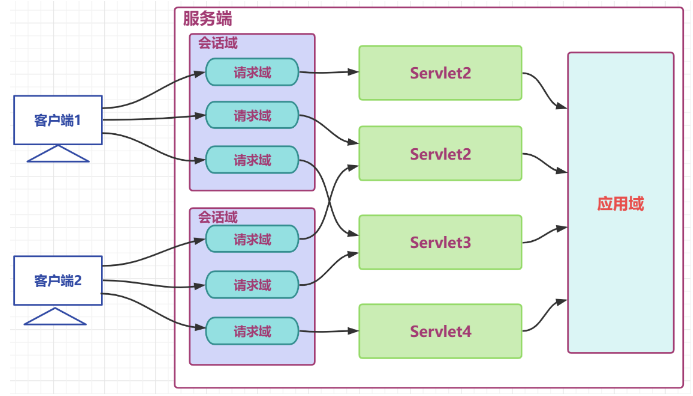 服务端
会话域
请求域
Servlet2
请求域
客户端1
Servlet2
请求域
应用域
会话域
请求域
Servlet3
请求域
客户端2
请求域
Servlet4